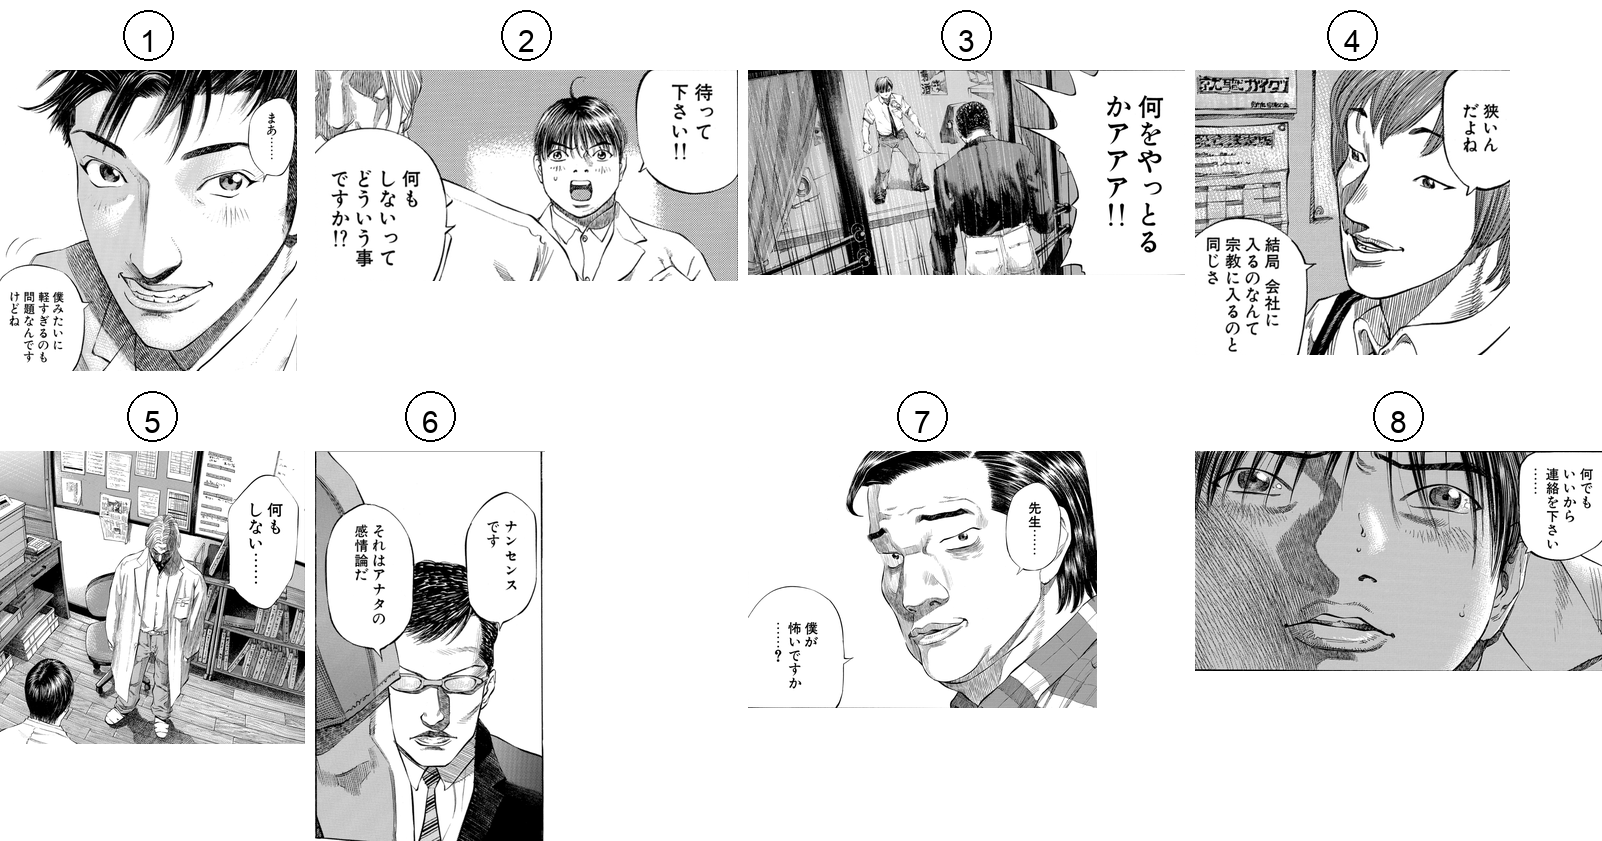 1
まあ……
僕みたいに
軽すぎるのも
問題なんです
けどね
2
待って
下さい!!
何も
しないって
どういう事
ですか!?
3
何をやっとる
かアアア!!
4
狭いん
だよね
結局 会社に
入るのなんて
宗教に入るのと
同じさ
5
何も
しない……
6
ナンセンス
です
それはアナタの
感情論だ
7
先生……
僕が
怖いですか
……?
8
何でも
いいから
連絡を下さい
……